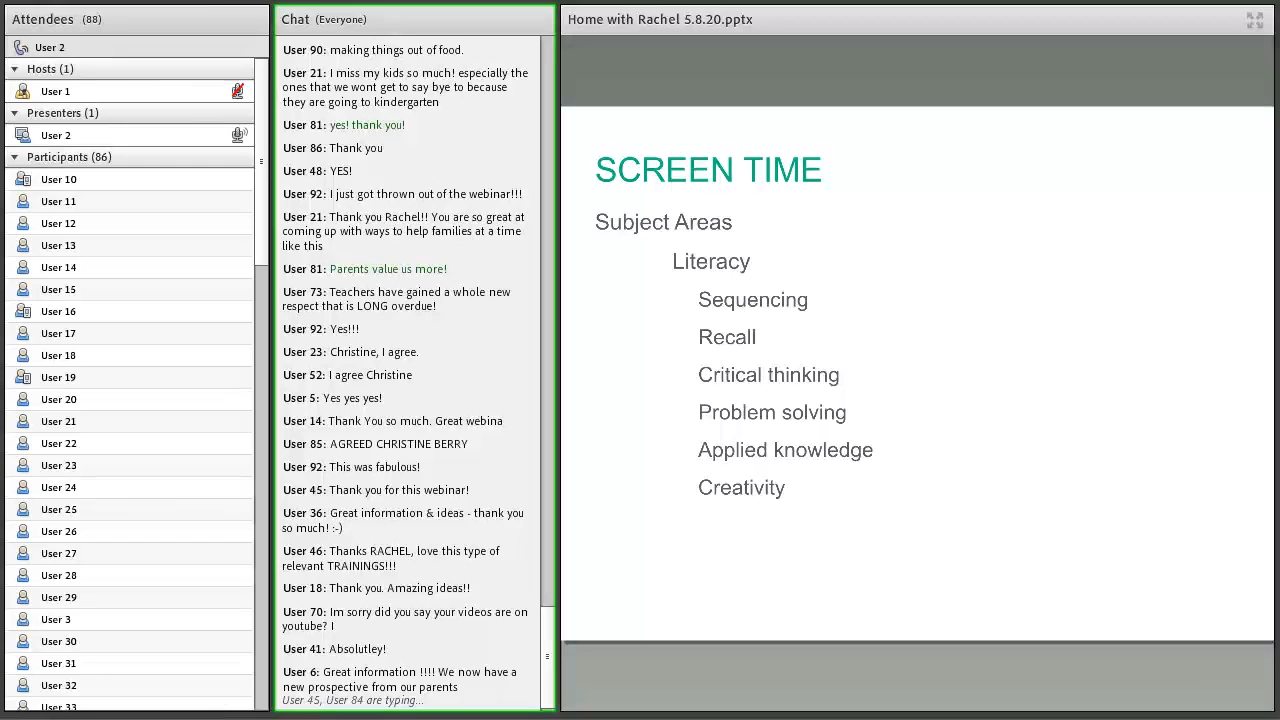 Attendees (88)
User 2
Hosts (1)
User 1
Presenters (1)
User 2
Participants (86)
User 10
User 11
User 12
User 13
User 14
User 15
User 16
User 17
User 18
User 19
User 20
User 21
User 22
User 23
User 24
User 25
User 26
User 27
User 28
User 29
User 3
User 30
User 31
User 32
User 33
Chat (Everyone)
User 90: making things out of food.
User 21: I miss my kids so much! especially the
ones that we wont get to say bye to because
they are going to kindergarten
User 81: yes! thank you!
User 86: Thank you
User 48: YES!
User 92: I just got thrown out of the webinar!!!
User 21: Thank you Rachel!! You are so great at
coming up with ways to help families at a time
like this
User 81: Parents value us more!
User 73: Teachers have gained a whole new
respect that is LONG overdue!
User 92: Yes!!!
User 23: Christine, I agree.
User 52: I agree Christine
User 5: Yes yes yes!
User 14: Thank You so much. Great webina
User 85: AGREED CHRISTINE BERRY
User 92: This was fabulous!
User 45: Thank you for this webinar!
User 36: Great information & ideas - thank you
so much! :-)
User 46: Thanks RACHEL, love this type of
relevant TRAININGS!!!
User 18: Thank you. Amazing ideas!!
User 70: Im sorry did you say your videos are on
youtube? I
User 41: Absolutley!
User 6: Great information !!!! We now have a
new prospective from our parents
User 45, User 84 are typing...
Home with Rachel 5.8.20.pptx
SCREEN TIME
Subject Areas
Literacy
Sequencing
Recall
Critical thinking
Problem solving
Applied knowledge
Creativity